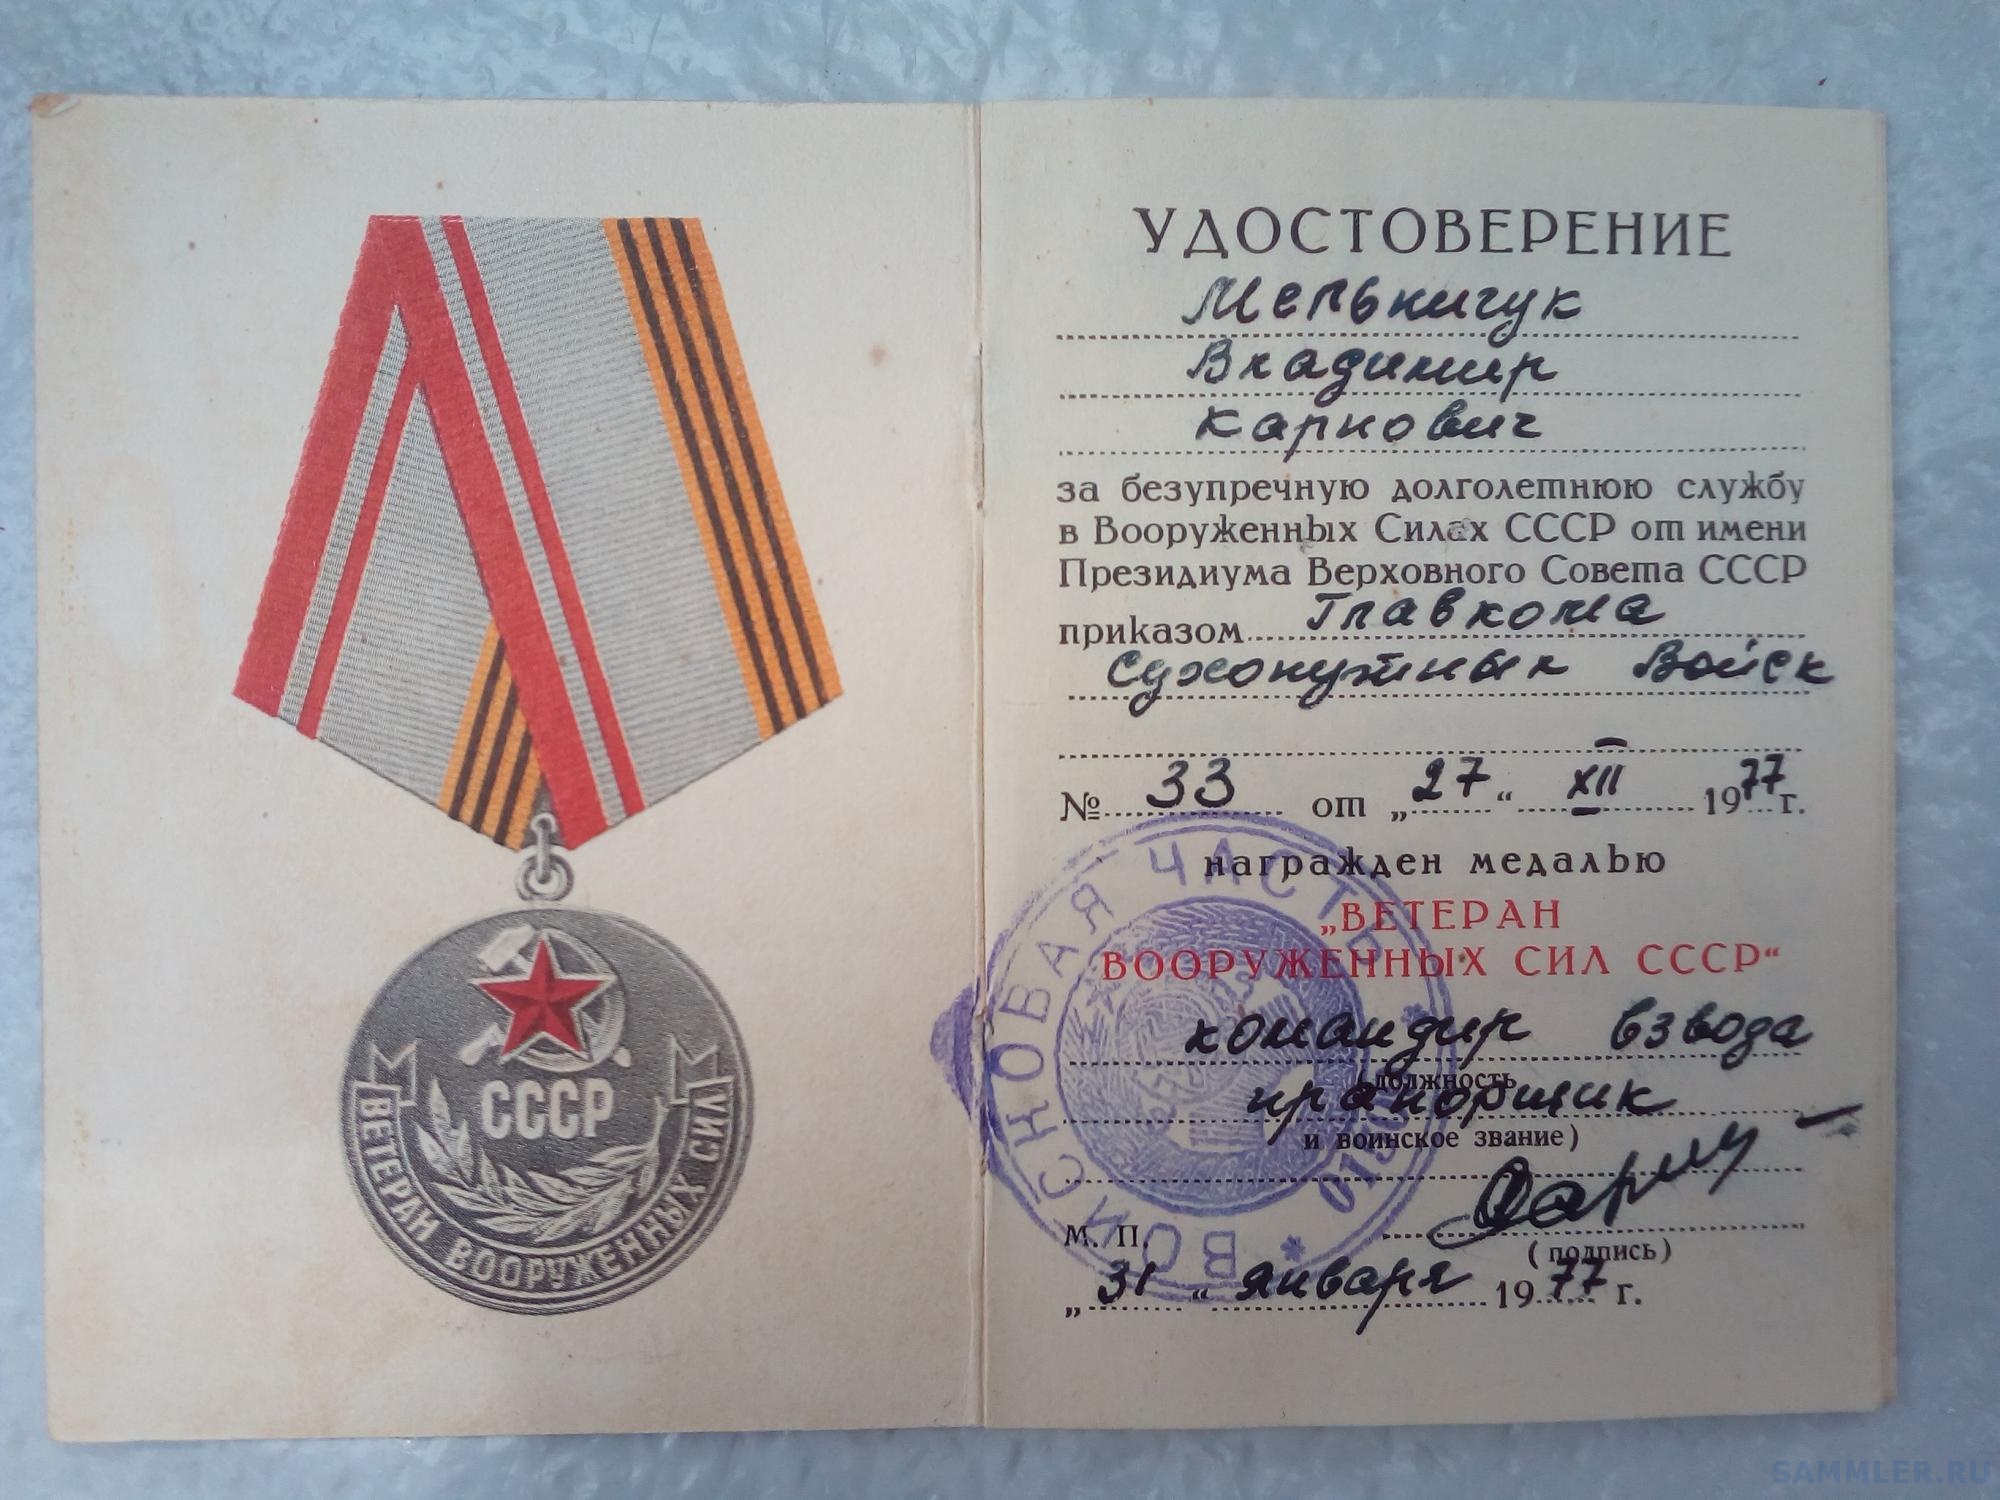 СССР
ВЕТЕРАН ВООРУЖЕННЫХ СИЛ
УДОСТОВЕРЕНИЕ
Мельничук
Владимир
Карпович
за безупречную долголетнюю службу
в Вооруженных Силах СССР от имени
Президиума Верховного Совета СССР
приказом Главкома
Сухопутных Войск
№ 33 от „27“ XII 1977 г.
награжден медалью
„ВЕТЕРАН
ВООРУЖЕННЫХ СИЛ СССР“
командир взвода
(должность
прапорщик
и воинское звание)
(подпись)
М. П.
„31“ января 1977 г.
ВОЙСКОВАЯ ЧАСТЬ
SAMMLER.RU